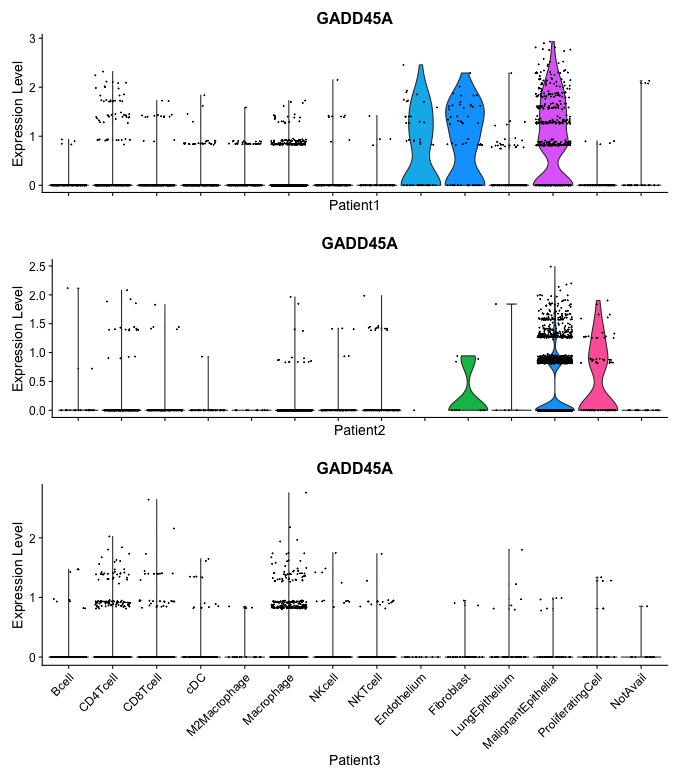 GADD45A
Expression Level
3
2
1
0
Patient1
GADD45A
Expression Level
2.5
2.0
1.5
1.0
0.5
0.0
Patient2
GADD45A
Expression Level
2
1
0
Bcell
CD4Tcell
CD8Tcell
cDC
M2Macrophage
Macrophage
NKcell
NKTcell
Endothelium
Fibroblast
LungEpithelium
MalignantEpithelial
ProliferatingCell
NotAvail
Patient3